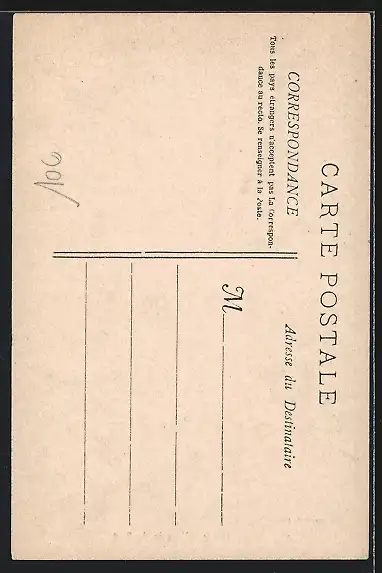 CARTE POSTALE
CORRESPONDANCE
Tous les pays étrangers n'acceptent pas La Correspon-
dance au recto. Se renseigner à la Poste.
Adresse du Destinataire
M